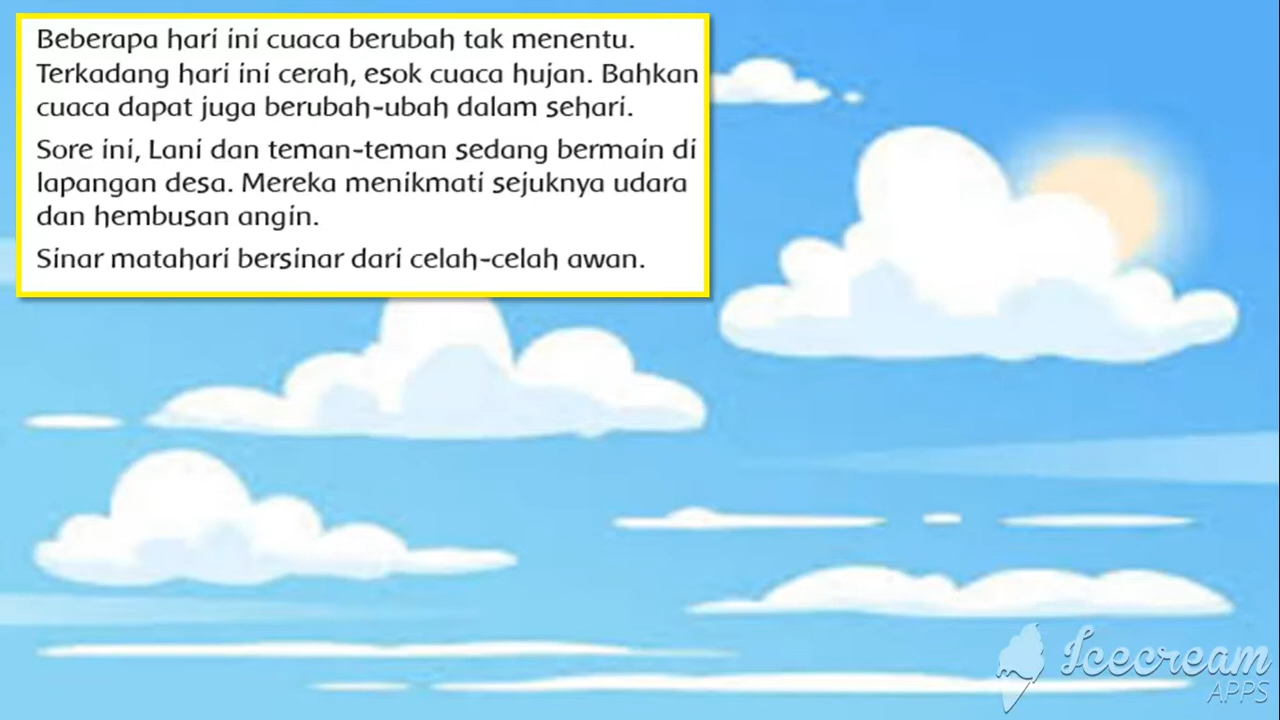 Beberapa hari ini cuaca berubah tak menentu.
Terkadang hari ini cerah, esok cuaca hujan. Bahkan
cuaca dapat juga berubah-ubah dalam sehari.
Sore ini, Lani dan teman-teman sedang bermain di
lapangan desa. Mereka menikmati sejuknya udara
dan hembusan angin.
Sinar matahari bersinar dari celah-celah awan.
Icecream
APPS